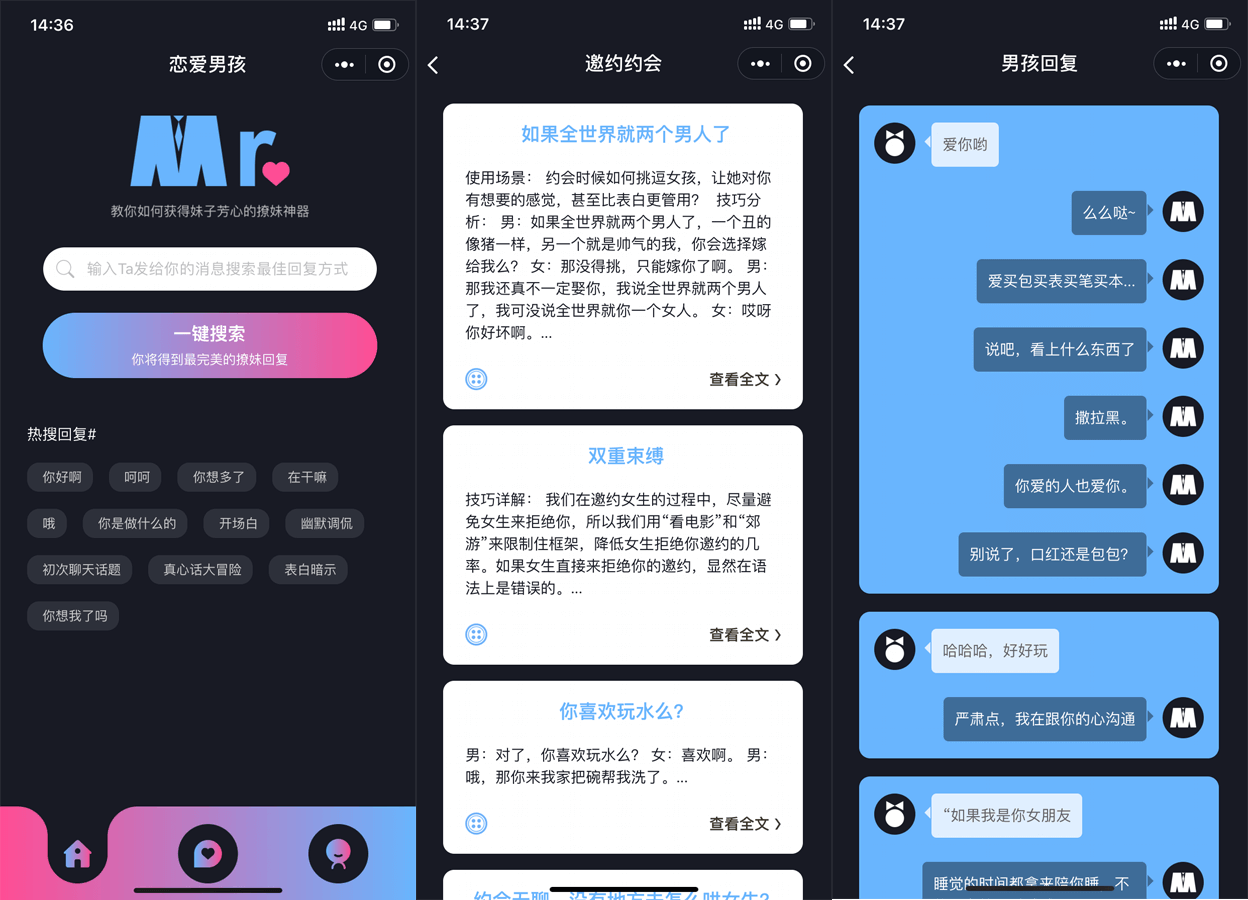 14:36
4G
恋爱男孩
Mr
教你如何获得妹子芳心的撩妹神器
输入Ta发给你的消息搜索最佳回复方式
一键搜索
你将得到最完美的撩妹回复
热搜回复#
你好啊
呵呵
你想多了
在干嘛
哦
你是做什么的
开场白
幽默调侃
初次聊天话题
真心话大冒险
表白暗示
你想我了吗
14:37
4G
邀约约会
如果全世界就两个男人了
使用场景： 约会时候如何挑逗女孩，让她对你
有想要的感觉，甚至比表白更管用？ 技巧分
析： 男：如果全世界就两个男人了，一个丑的
像猪一样，另一个就是帅气的我，你会选择嫁
给我么？ 女：那没得挑，只能嫁你了啊。 男：
那我还真不一定娶你，我说全世界就两个男人
了，我可没说全世界就你一个女人。 女：哎呀
你好坏啊。...
查看全文
双重束缚
技巧详解： 我们在邀约女生的过程中，尽量避
免女生来拒绝你，所以我们用“看电影”和“郊
游”来限制住框架，降低女生拒绝你邀约的几
率。如果女生直接来拒绝你的邀约，显然在语
法上是错误的。...
查看全文
你喜欢玩水么?
男：对了，你喜欢玩水么？ 女：喜欢啊。 男：
哦，那你来我家把碗帮我洗了。...
查看全文
约会无聊，没有地方去怎么哄女生?
14:37
4G
男孩回复
爱你哟
么么哒~
爱买包买表买笔买本...
说吧，看上什么东西了
撒拉黑。
你爱的人也爱你。
别说了，口红还是包包?
哈哈哈，好好玩
严肃点，我在跟你的心沟通
“如果我是你女朋友
睡觉的时间都拿来陪你睡，不